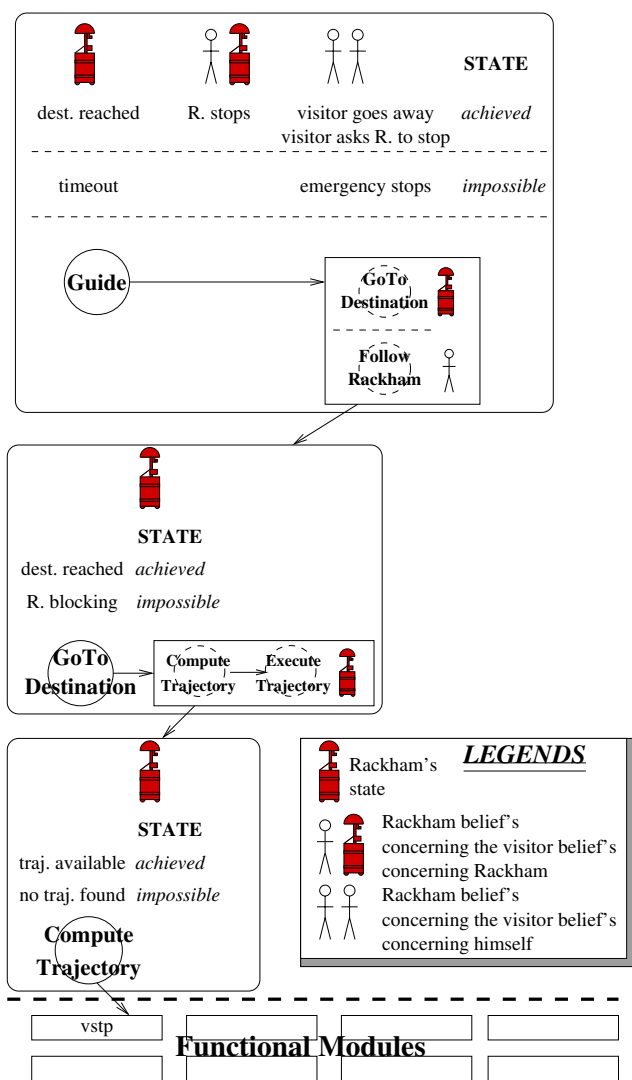 STATE
dest. reached R. stops visitor goes away achieved
visitor asks R. to stop
timeout emergency stops impossible
Guide
GoTo
Destination
Follow
Rackham
STATE
dest. reached achieved
R. blocking impossible
GoTo
Destination
Compute
Trajectory
Execute
Trajectory
STATE
traj. available achieved
no traj. found impossible
Compute
Trajectory
LEGENDS
Rackham's
state
Rackham belief's
concerning the visitor belief's
concerning Rackham
Rackham belief's
concerning the visitor belief's
concerning himself
vstp
Functional Modules